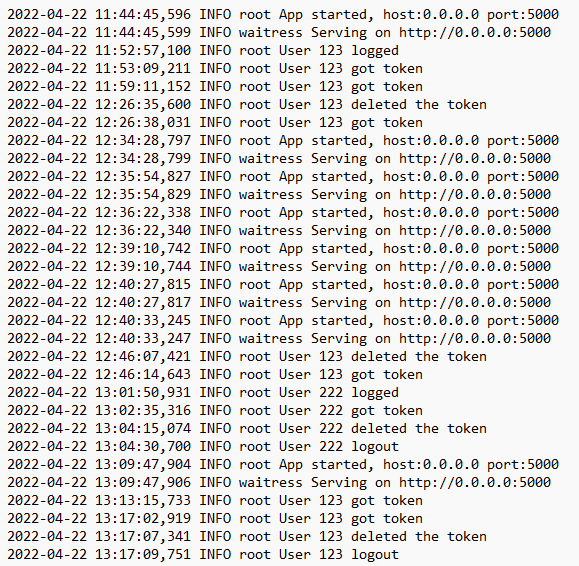 2022-04-22 11:44:45,596 INFO root App started, host:0.0.0.0 port:5000
2022-04-22 11:44:45,599 INFO waitress Serving on http://0.0.0.0:5000
2022-04-22 11:52:57,100 INFO root User 123 logged
2022-04-22 11:53:09,211 INFO root User 123 got token
2022-04-22 11:59:11,152 INFO root User 123 got token
2022-04-22 12:26:35,600 INFO root User 123 deleted the token
2022-04-22 12:26:38,031 INFO root User 123 got token
2022-04-22 12:34:28,797 INFO root App started, host:0.0.0.0 port:5000
2022-04-22 12:34:28,799 INFO waitress Serving on http://0.0.0.0:5000
2022-04-22 12:35:54,827 INFO root App started, host:0.0.0.0 port:5000
2022-04-22 12:35:54,829 INFO waitress Serving on http://0.0.0.0:5000
2022-04-22 12:36:22,338 INFO root App started, host:0.0.0.0 port:5000
2022-04-22 12:36:22,340 INFO waitress Serving on http://0.0.0.0:5000
2022-04-22 12:39:10,742 INFO root App started, host:0.0.0.0 port:5000
2022-04-22 12:39:10,744 INFO waitress Serving on http://0.0.0.0:5000
2022-04-22 12:40:27,815 INFO root App started, host:0.0.0.0 port:5000
2022-04-22 12:40:27,817 INFO waitress Serving on http://0.0.0.0:5000
2022-04-22 12:40:33,245 INFO root App started, host:0.0.0.0 port:5000
2022-04-22 12:40:33,247 INFO waitress Serving on http://0.0.0.0:5000
2022-04-22 12:46:07,421 INFO root User 123 deleted the token
2022-04-22 12:46:14,643 INFO root User 123 got token
2022-04-22 13:01:50,931 INFO root User 222 logged
2022-04-22 13:02:35,316 INFO root User 222 got token
2022-04-22 13:04:15,074 INFO root User 222 deleted the token
2022-04-22 13:04:30,700 INFO root User 222 logout
2022-04-22 13:09:47,904 INFO root App started, host:0.0.0.0 port:5000
2022-04-22 13:09:47,906 INFO waitress Serving on http://0.0.0.0:5000
2022-04-22 13:13:15,733 INFO root User 123 got token
2022-04-22 13:17:02,919 INFO root User 123 got token
2022-04-22 13:17:07,341 INFO root User 123 deleted the token
2022-04-22 13:17:09,751 INFO root User 123 logout